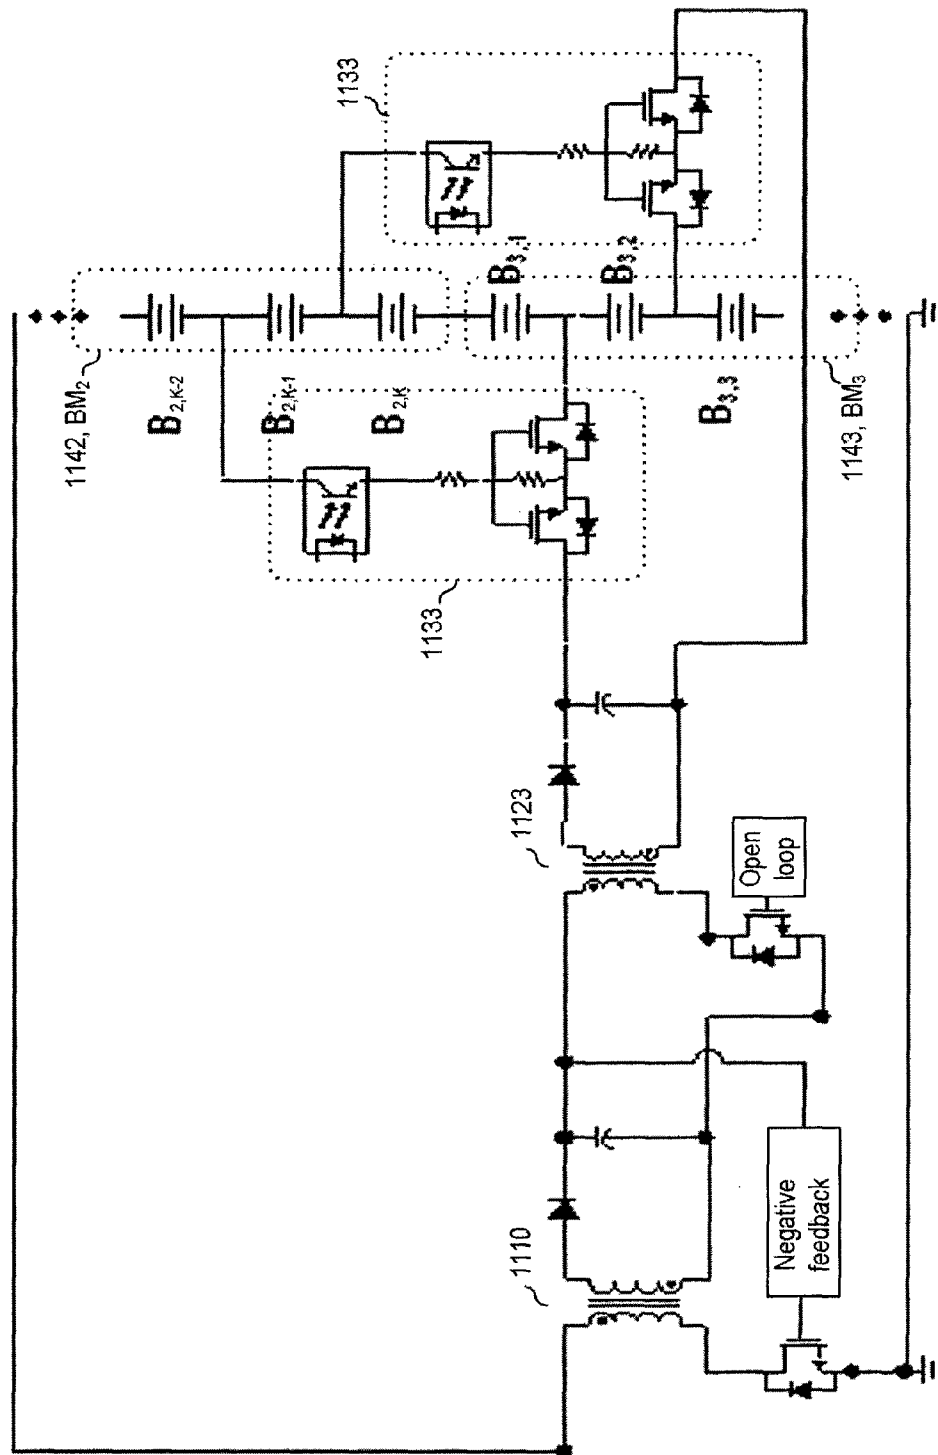 1133
B3,1
B3,2
1142, BM2
B2,K-2
B2,K-1
B2,K
B3,3
1143, BM3
1133
1123
Open
loop
1110
Negative
feedback